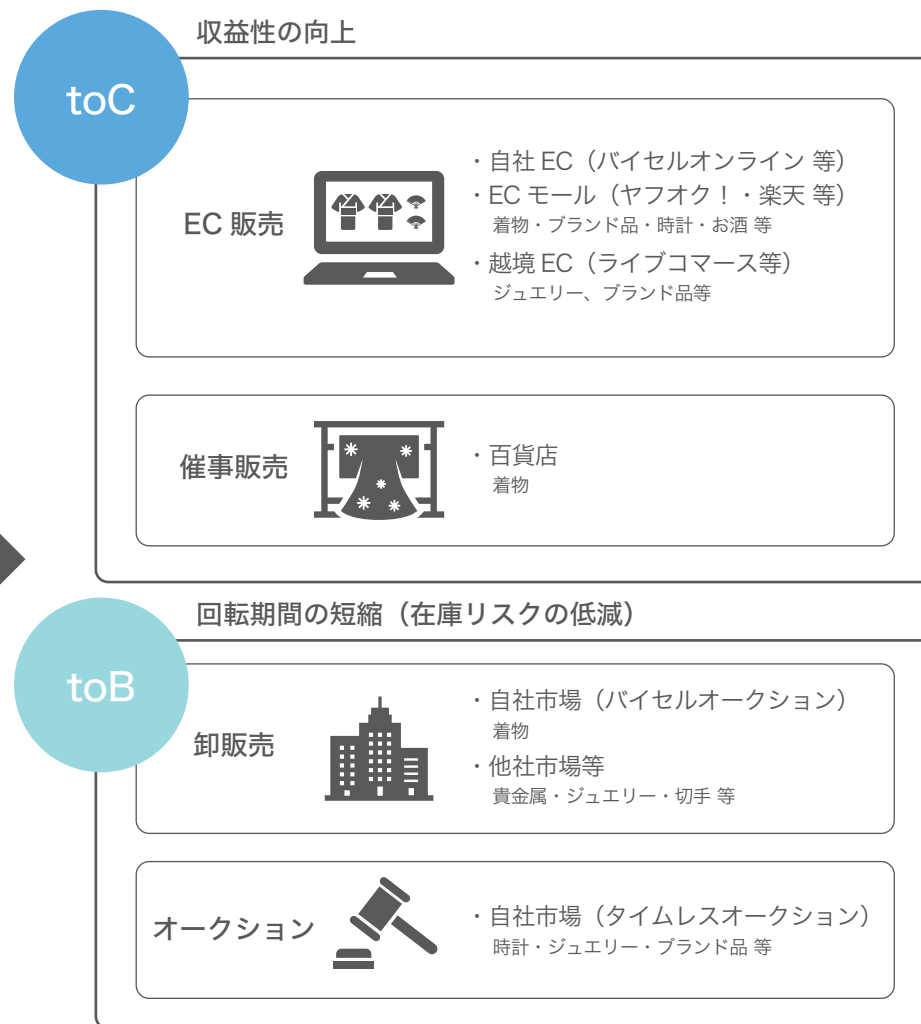 収益性の向上
toC
EC 販売
・自社 EC（バイセルオンライン 等）
・EC モール（ヤフオク！・楽天 等）
着物・ブランド品・時計・お酒 等
・越境 EC（ライブコマース等）
ジュエリー、ブランド品等
催事販売
・百貨店
着物
回転期間の短縮（在庫リスクの低減）
toB
卸販売
・自社市場（バイセルオークション）
着物
・他社市場等
貴金属・ジュエリー・切手 等
オークション
・自社市場（タイムレスオークション）
時計・ジュエリー・ブランド品 等